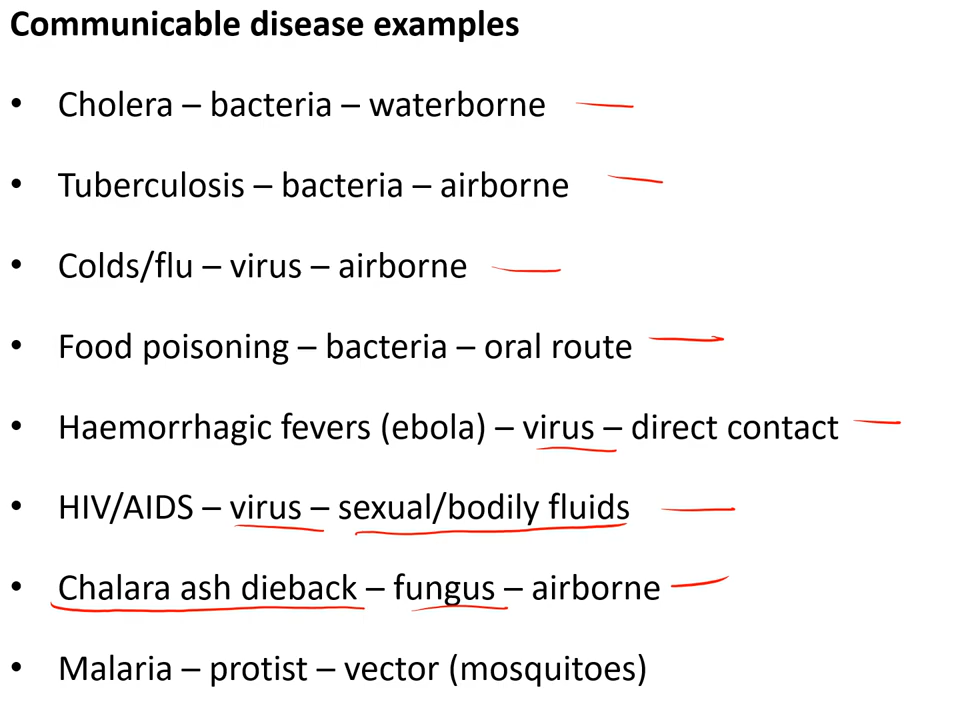 Communicable disease examples
• Cholera – bacteria – waterborne
• Tuberculosis – bacteria – airborne
• Colds/flu – virus – airborne
• Food poisoning – bacteria – oral route
• Haemorrhagic fevers (ebola) – virus – direct contact
• HIV/AIDS – virus – sexual/bodily fluids
• Chalara ash dieback – fungus – airborne
• Malaria – protist – vector (mosquitoes)